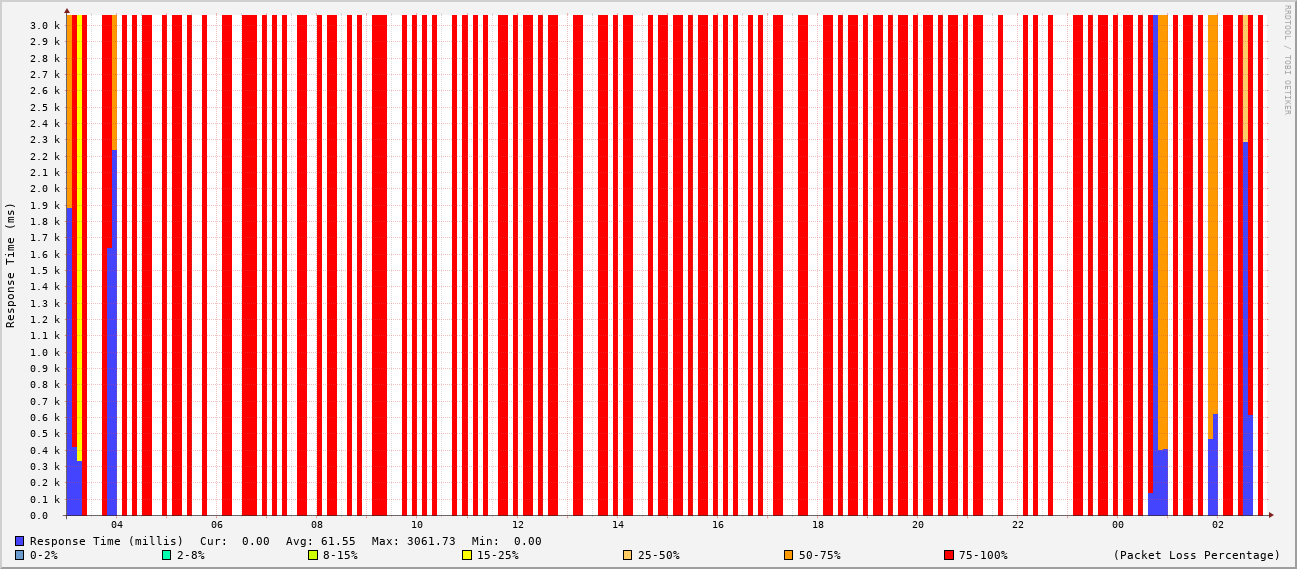 RRDTOOL / TOBI OETIKER
Response Time (ms)
3.0 k
2.9 k
2.8 k
2.7 k
2.6 k
2.5 k
2.4 k
2.3 k
2.2 k
2.1 k
2.0 k
1.9 k
1.8 k
1.7 k
1.6 k
1.5 k
1.4 k
1.3 k
1.2 k
1.1 k
1.0 k
0.9 k
0.8 k
0.7 k
0.6 k
0.5 k
0.4 k
0.3 k
0.2 k
0.1 k
0.0
04 06 08 10 12 14 16 18 20 22 00 02
Response Time (millis) Cur: 0.00 Avg: 61.55 Max: 3061.73 Min: 0.00
0-2% 2-8% 8-15% 15-25% 25-50% 50-75% 75-100% (Packet Loss Percentage)